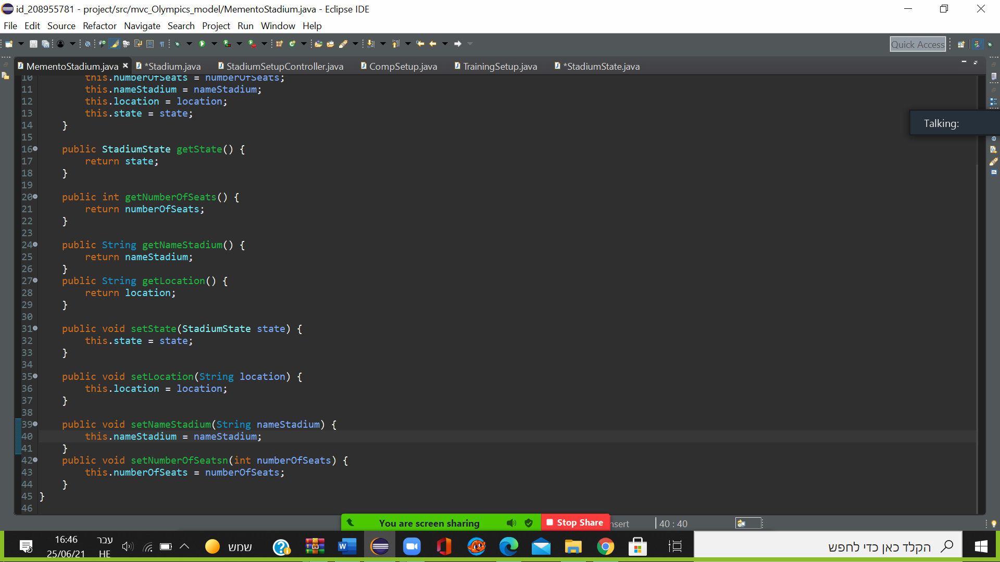 id_208955781 - project/src/mvc_Olympics_model/MementoStadium.java - Eclipse IDE
File Edit Source Refactor Navigate Search Project Run Window Help
Quick Access
MementoStadium.java *Stadium.java StadiumSetupController.java CompSetup.java TrainingSetup.java *StadiumState.java
10 this.numberOfSeats = numberOfSeats;
11 this.nameStadium = nameStadium;
12 this.location = location;
13 this.state = state;
14 }
15
Talking:
16 public StadiumState getState() {
17 return state;
18 }
19
20 public int getNumberOfSeats() {
21 return numberOfSeats;
22 }
23
24 public String getNameStadium() {
25 return nameStadium;
26 }
27 public String getLocation() {
28 return location;
29 }
30
31 public void setState(StadiumState state) {
32 this.state = state;
33 }
34
35 public void setLocation(String location) {
36 this.location = location;
37 }
38
39 public void setNameStadium(String nameStadium) {
40 this.nameStadium = nameStadium;
41 }
42 public void setNumberOfSeatsn(int numberOfSeats) {
43 this.numberOfSeats = numberOfSeats;
44 }
45 }
46
You are screen sharing Stop Share nsert 40 : 40
16:46 עבר
25/06/21 HE
שמש
הקלד כאן כדי לחפש